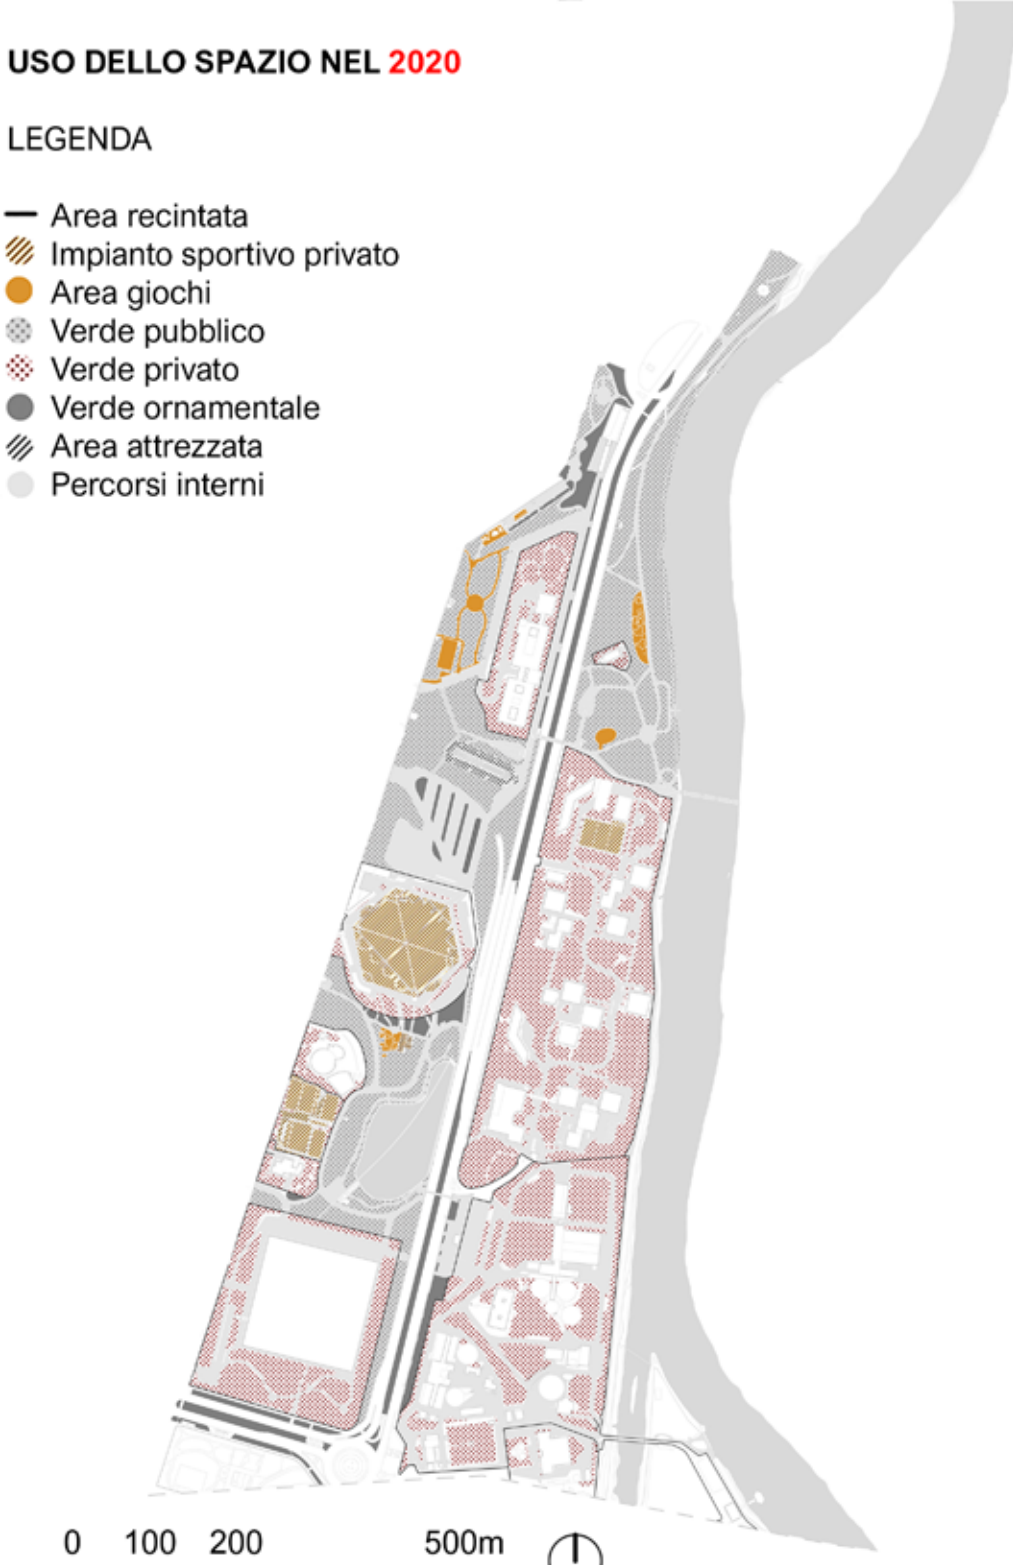 USO DELLO SPAZIO NEL 2020
LEGENDA
Area recintata
Impianto sportivo privato
Area giochi
Verde pubblico
Verde privato
Verde ornamentale
Area attrezzata
Percorsi interni
0 100 200 500m